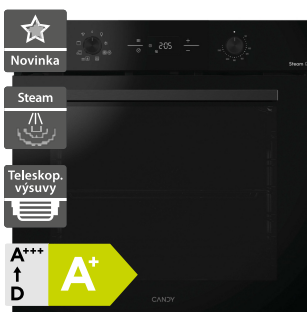 Novinka
205
Steam
Steam
Teleskop.
výsuvy
A+++
D
A+
CANDY